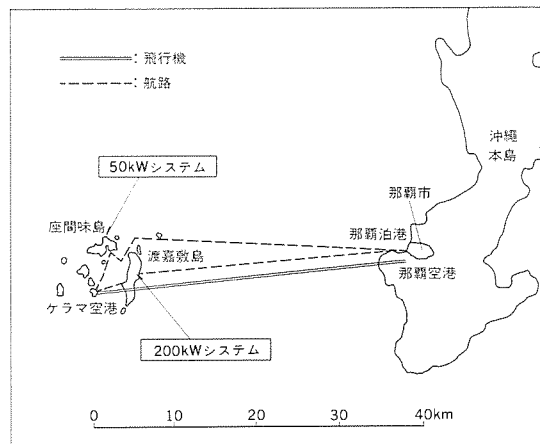 ：飛行機
：航路
沖縄
本島
50kWシステム
那覇市
座間味島
那覇泊港
渡嘉敷島
那覇空港
ケラマ空港
200kWシステム
0 10 20 30 40km